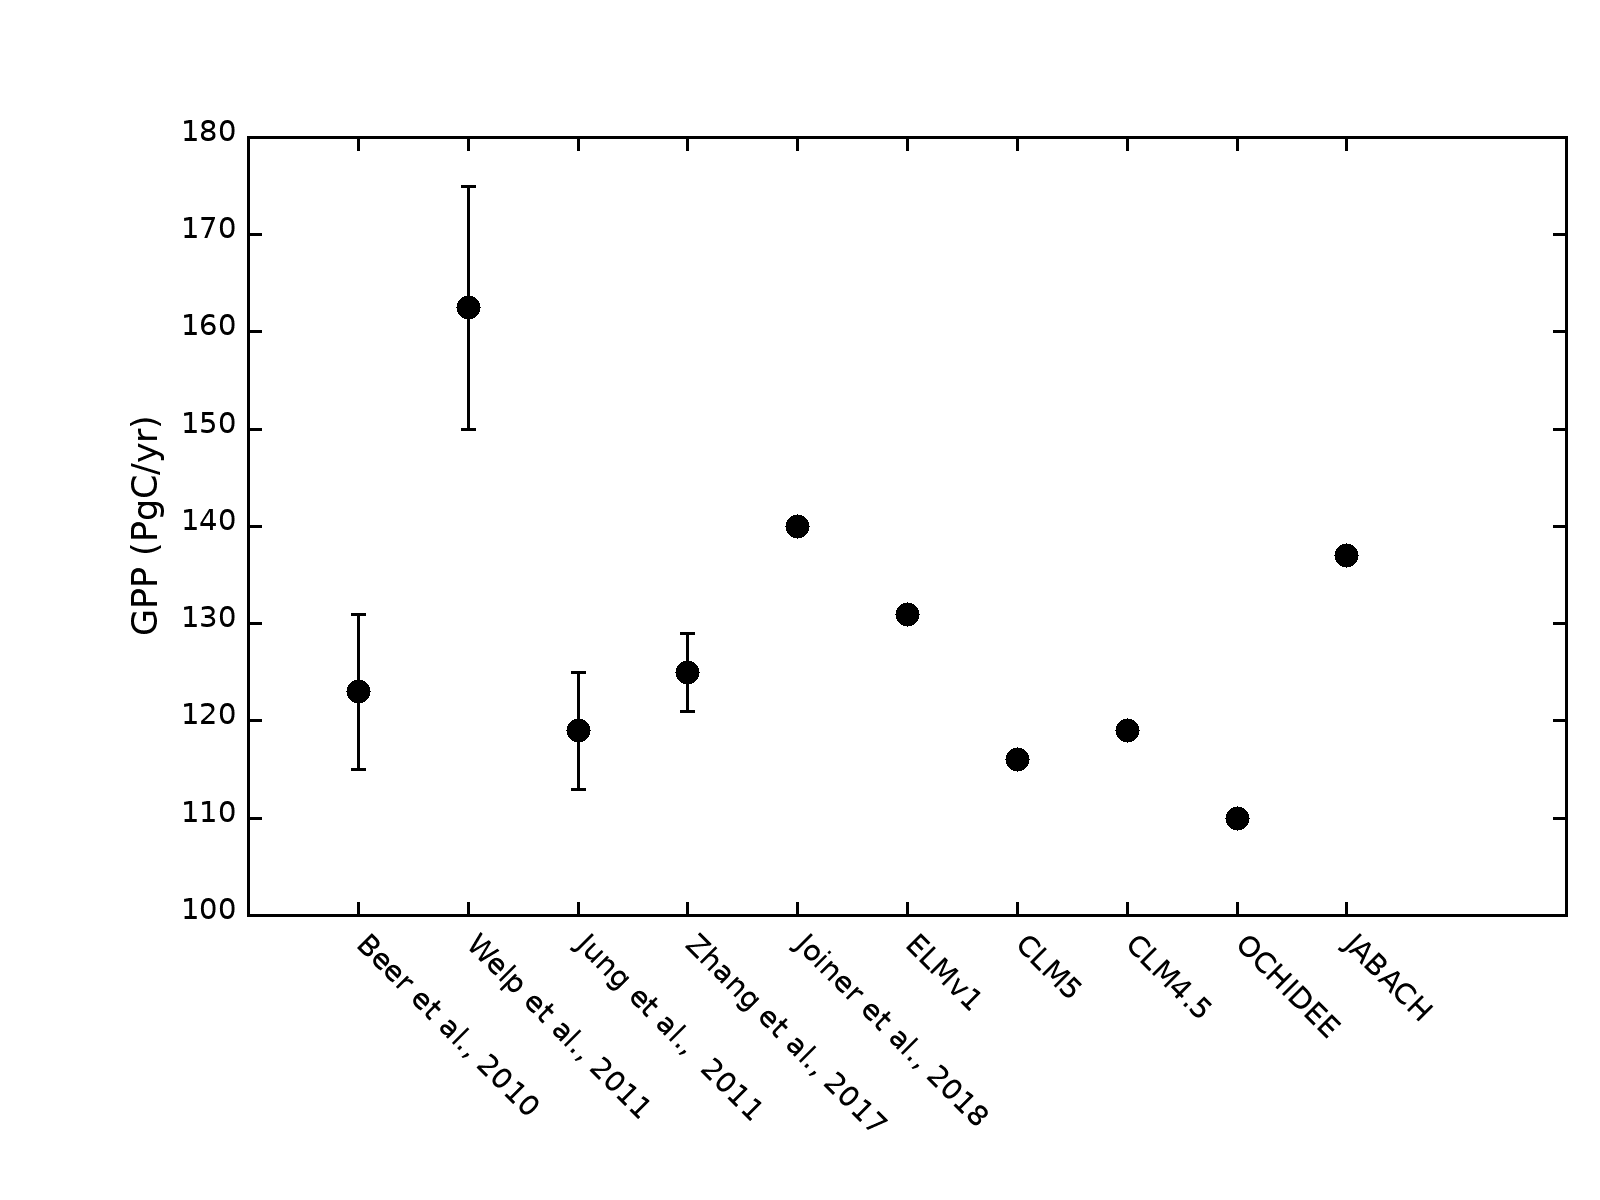 180
170
160
150
140
130
120
110
100
GPP (PgC/yr)
Beer et al., 2010
Welp et al., 2011
Jung et al., 2011
Zhang et al., 2017
Joiner et al., 2018
ELMv1
CLM5
CLM4.5
OCHIDEE
JABACH